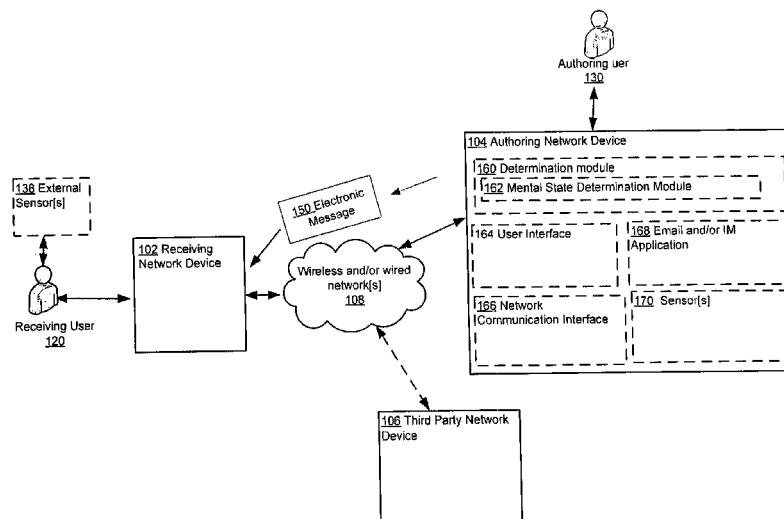 Authoring uer
130
104 Authoring Network Device
160 Determination module
162 Mental State Determination Module
138 External
Sensor[s]
150 Electronic
Message
102 Receiving
Network Device
164 User Interface
168 Email and/or IM
Application
Wireless and/or wired
network[s]
108
Receiving User
120
166 Network
Communication Interface
170 Sensor[s]
106 Third Party Network
Device